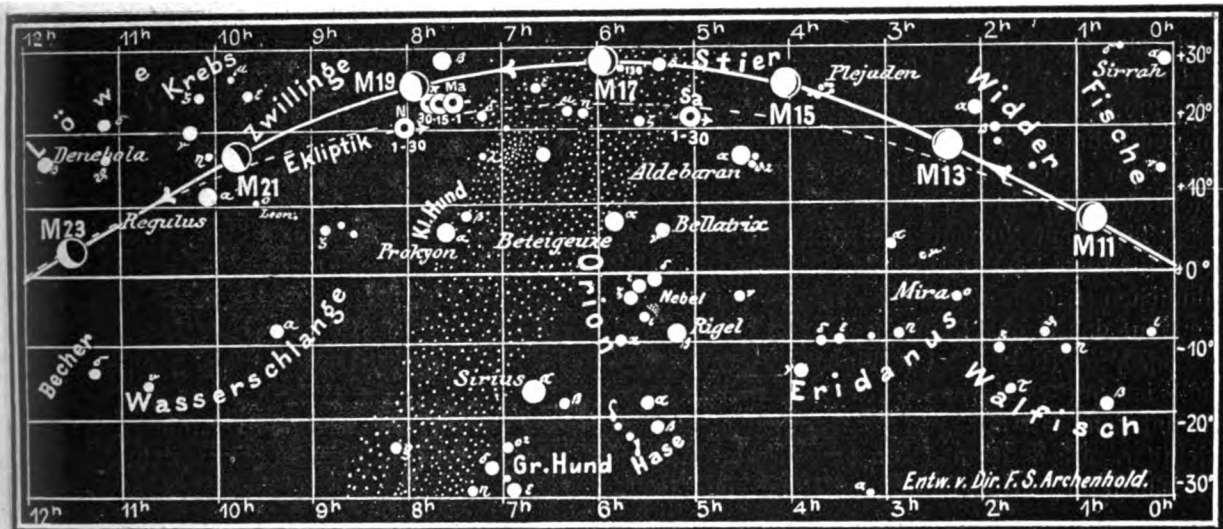 12h 11h 10h 9h 8h 7h 6h 5h 4h 3h 2h 1h 0h
+30°
Löwe
Krebs
Zwillinge
M19
Ma
30-15-1
N
1-30
M17
Stier
Sa
1-30
M15
Plejaden
Widder
Fische
Sirrah
+20°
Denebola
Ekliptik
M21
Aldebaran
M13
+10°
M23
Regulus
Leon.
Kl. Hund
Prokyon
Beteigeuze
Bellatrix
M11
0°
Orion
Nebel
Mira
Rigel
-10°
Becher
Wasserschlange
Sirius
Eridanus
Walfisch
-20°
Gr. Hund
Hase
Entw. v. Dir. F. S. Archenhold.
-30°
12h 11h 10h 9h 8h 7h 6h 5h 4h 3h 2h 1h 0h